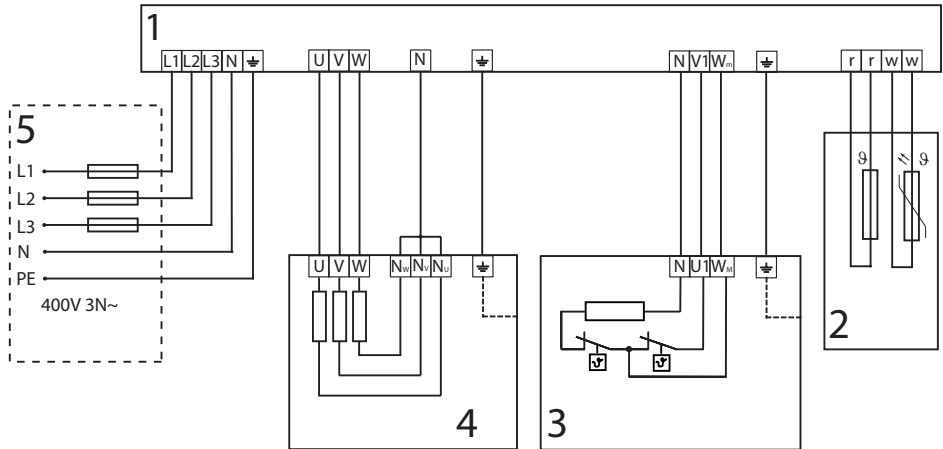 1
L1 L2 L3 N
U V W
N
N V1 Wm
r r w w
5
L1
L2
L3
N
PE
400V 3N~
U V W
NW NV NU
4
N U1 WM
ϑ
ϑ
3
ϑ ϑ
2